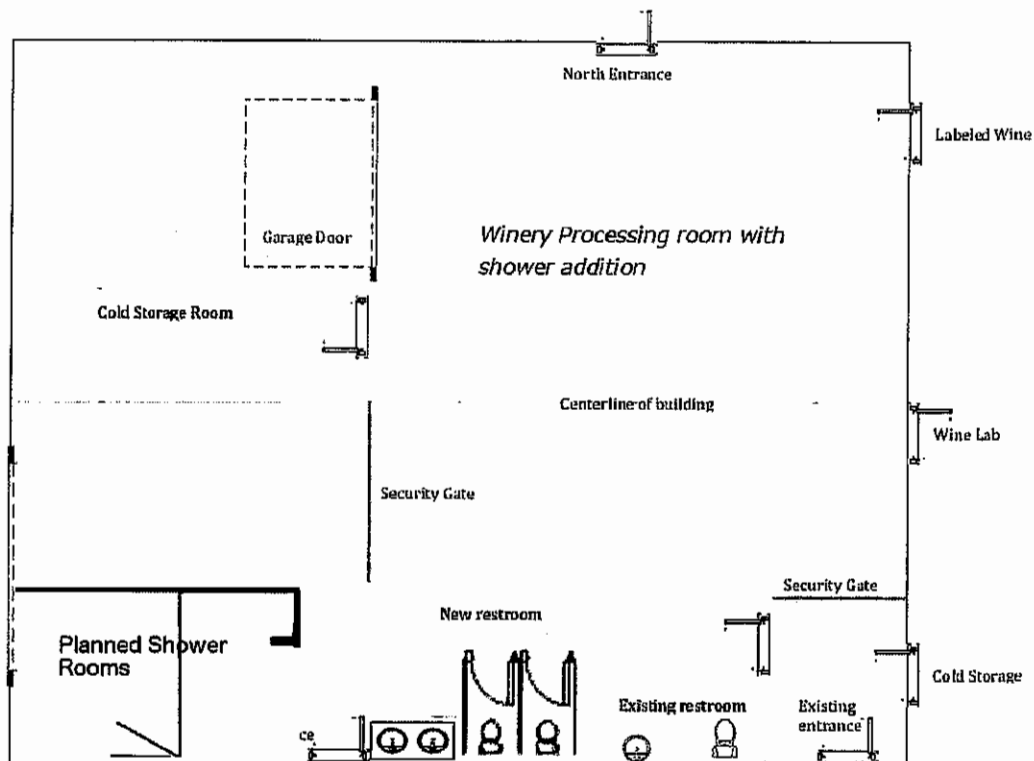 North Entrance
Labeled Wine
Garage Door
Winery Processing room with
shower addition
Cold Storage Room
Centerline of building
Wine Lab
Security Gate
Security Gate
New restroom
Planned Shower
Rooms
Cold Storage
Existing restroom
Existing
entrance
ce